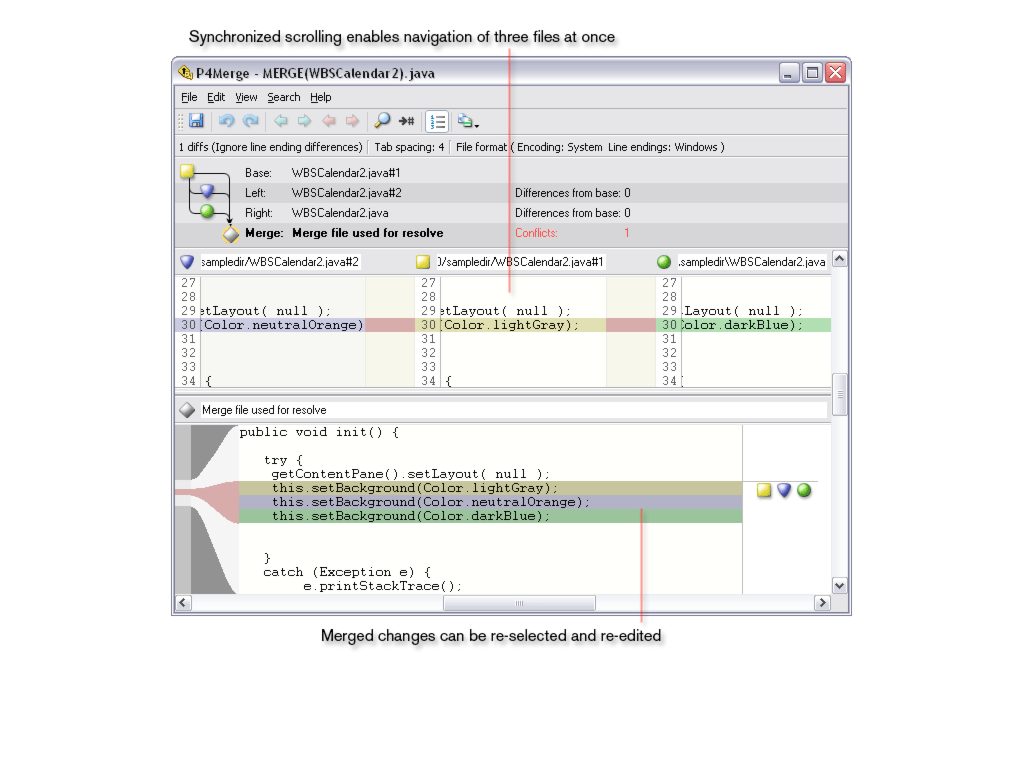 Synchronized scrolling enables navigation of three files at once
P4Merge - MERGE(WBSCalendar2).java
File Edit View Search Help
1 diffs (Ignore line ending differences) Tab spacing: 4 File format ( Encoding: System Line endings: Windows )
Base: WBSCalendar2.java#1
Left: WBSCalendar2.java#2 Differences from base: 0
Right: WBSCalendar2.java Differences from base: 0
Merge: Merge file used for resolve Conflicts: 1
sampledir/WBSCalendar2.java#2 )/sampledir/WBSCalendar2.java#1 .sampledir\WBSCalendar2.java
27 27 27
28 28 28
29 etLayout( null ); 29 etLayout( null ); 29 Layout( null );
30 (Color.neutralOrange) 30 (Color.lightGray); 30 Color.darkBlue);
31 31 31
32 32 32
33 33 33
34 { 34 { 34
Merge file used for resolve
public void init() {
try {
getContentPane().setLayout( null );
this.setBackground(Color.lightGray);
this.setBackground(Color.neutralOrange);
this.setBackground(Color.darkBlue);
}
catch (Exception e) {
e.printStackTrace();
Merged changes can be re-selected and re-edited